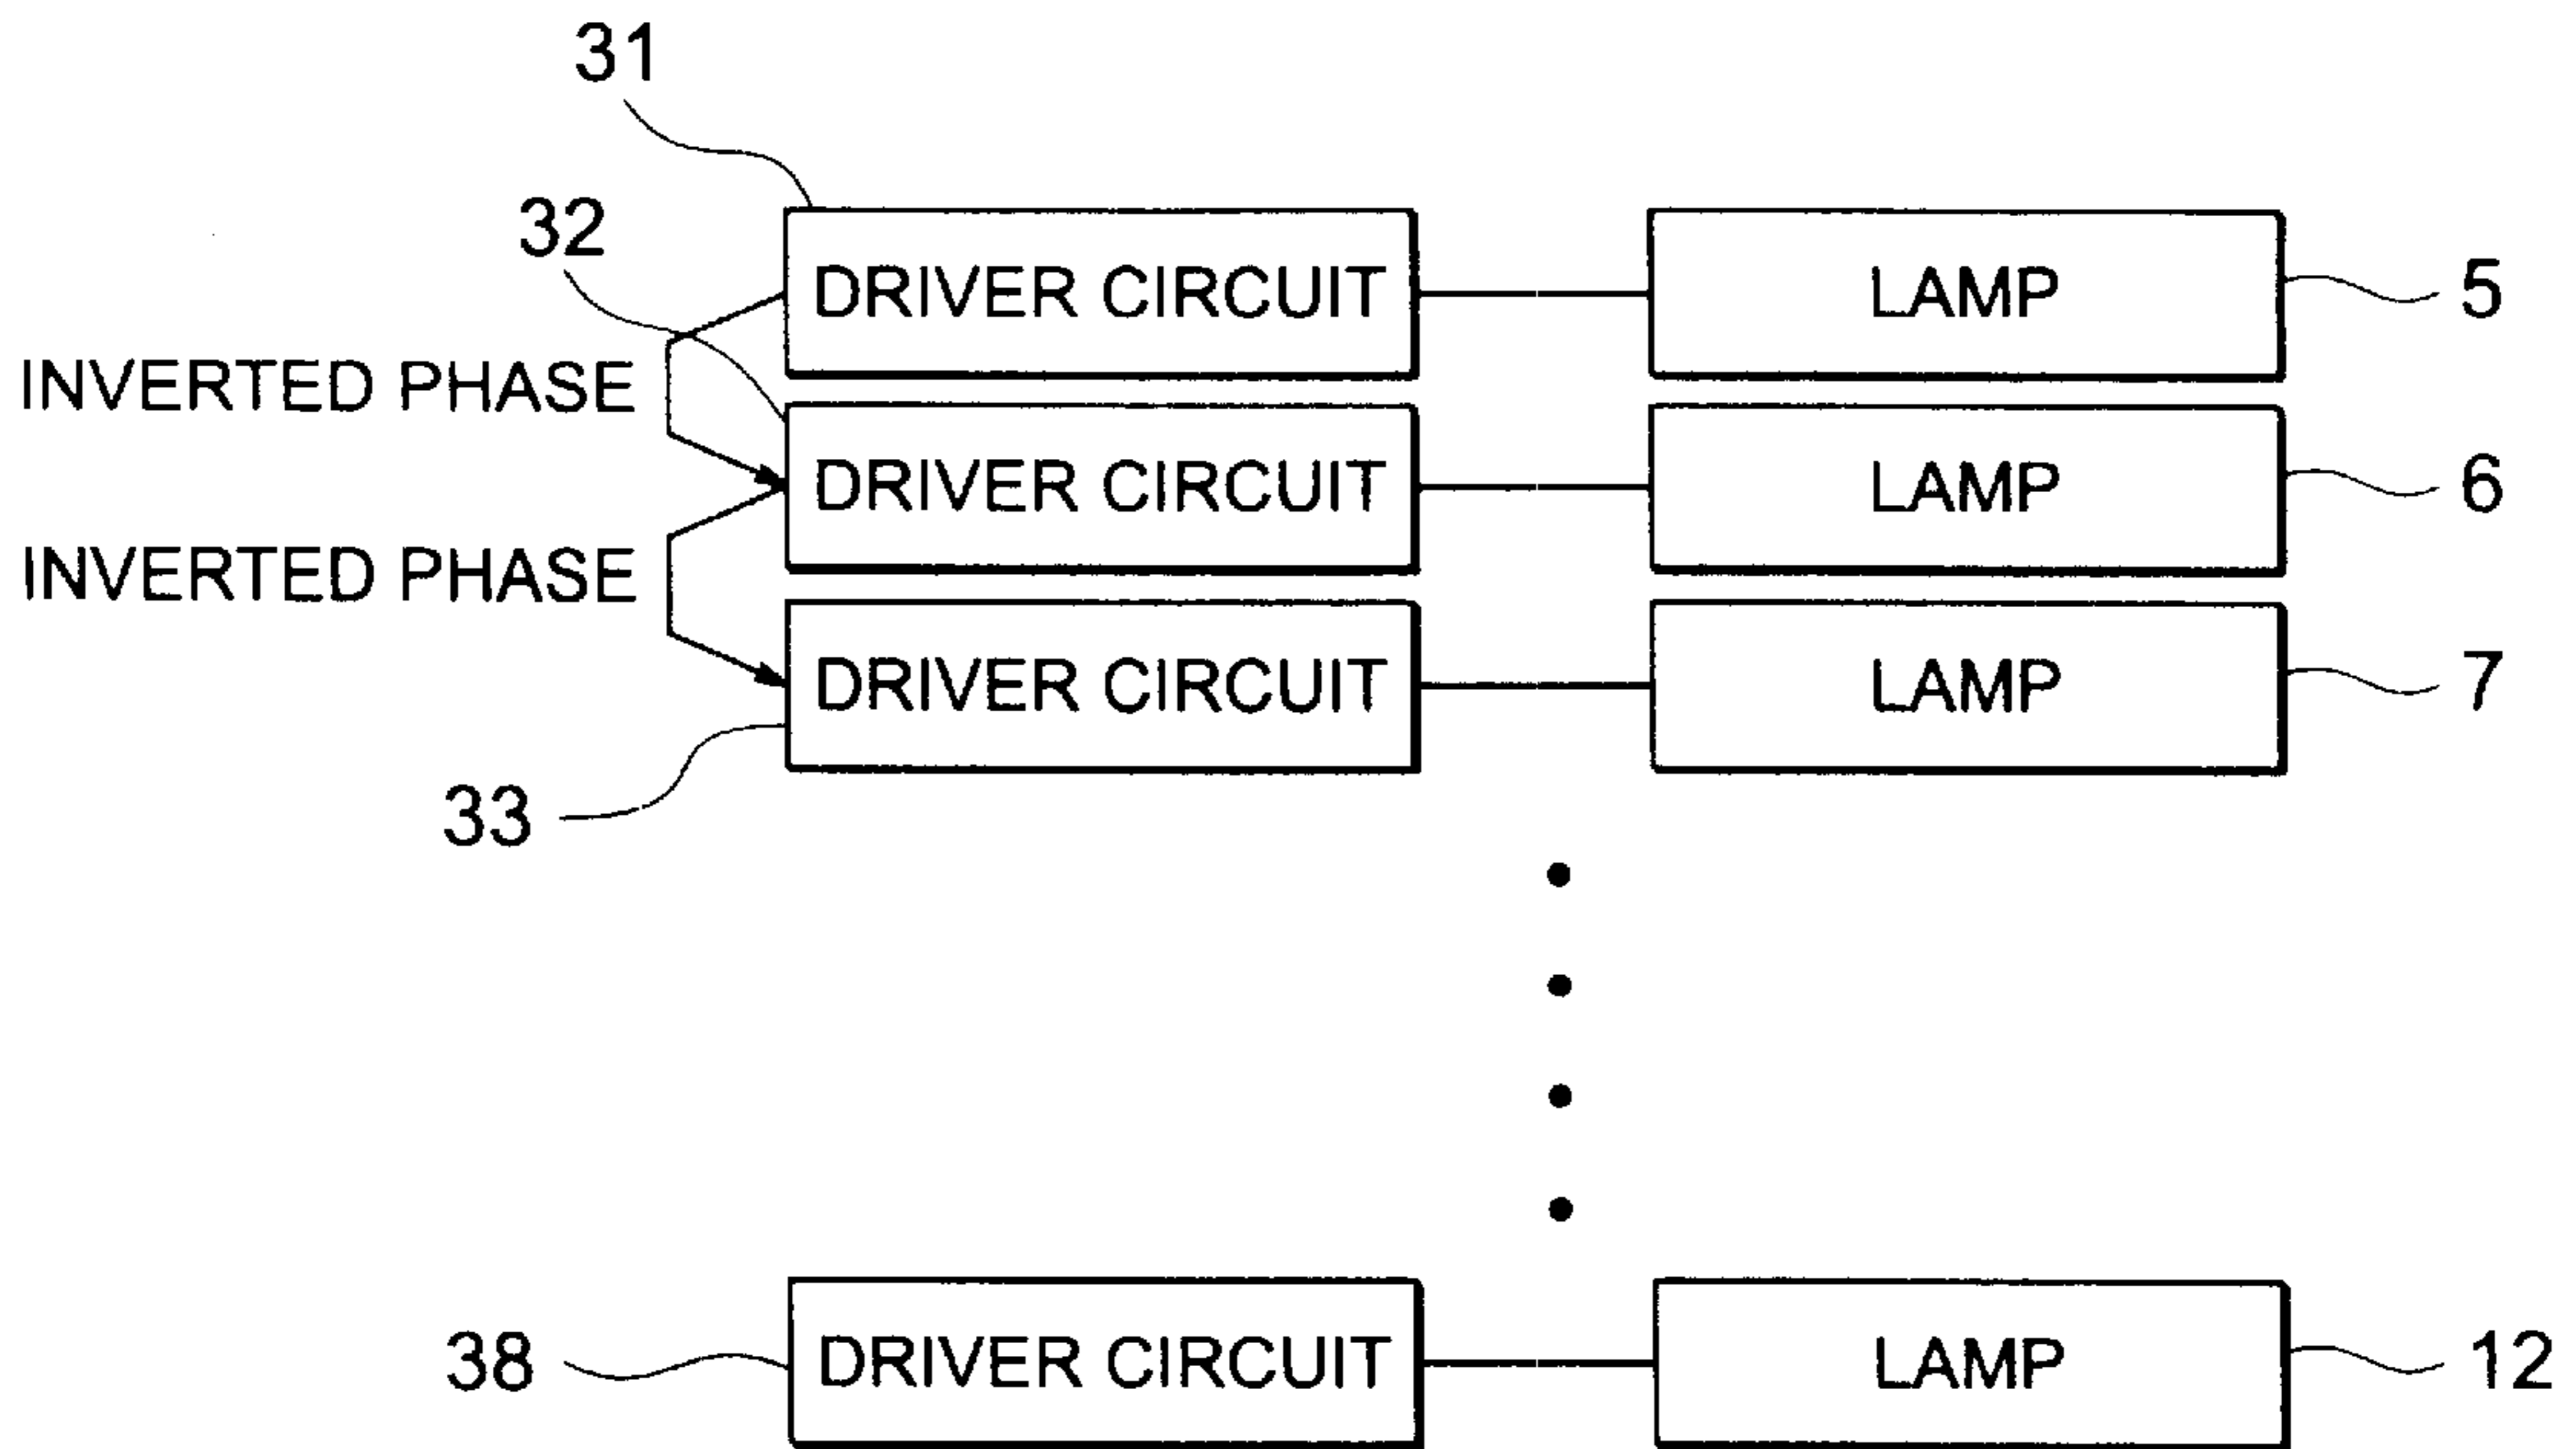 31
32
DRIVER CIRCUIT LAMP 5
INVERTED PHASE
DRIVER CIRCUIT LAMP 6
INVERTED PHASE
DRIVER CIRCUIT LAMP 7
33
38 DRIVER CIRCUIT LAMP 12